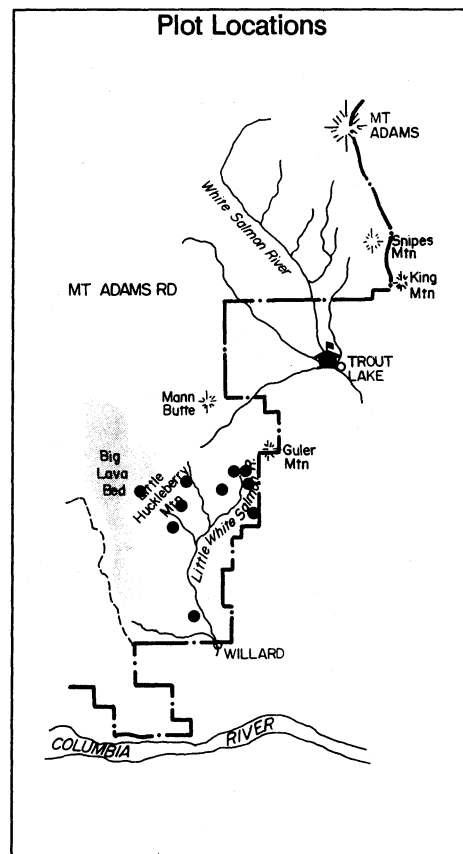 Plot Locations
MT
ADAMS
White Salmon River
Snipes
Mtn
King
Mtn
MT ADAMS RD
TROUT
LAKE
Mann
Butte
Guler
Mtn
Big
Lava
Bed
Little
Huckleberry
Mtn
Little White Salmon R.
WILLARD
COLUMBIA RIVER